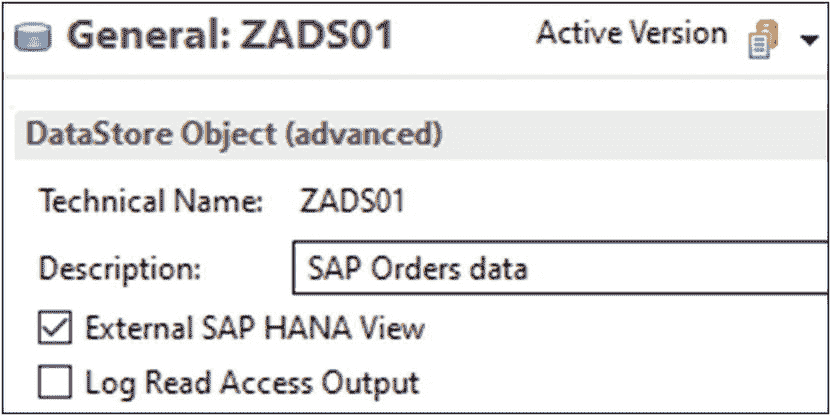 General: ZADS01 Active Version
DataStore Object (advanced)
Technical Name: ZADS01
Description: SAP Orders data
External SAP HANA View
Log Read Access Output